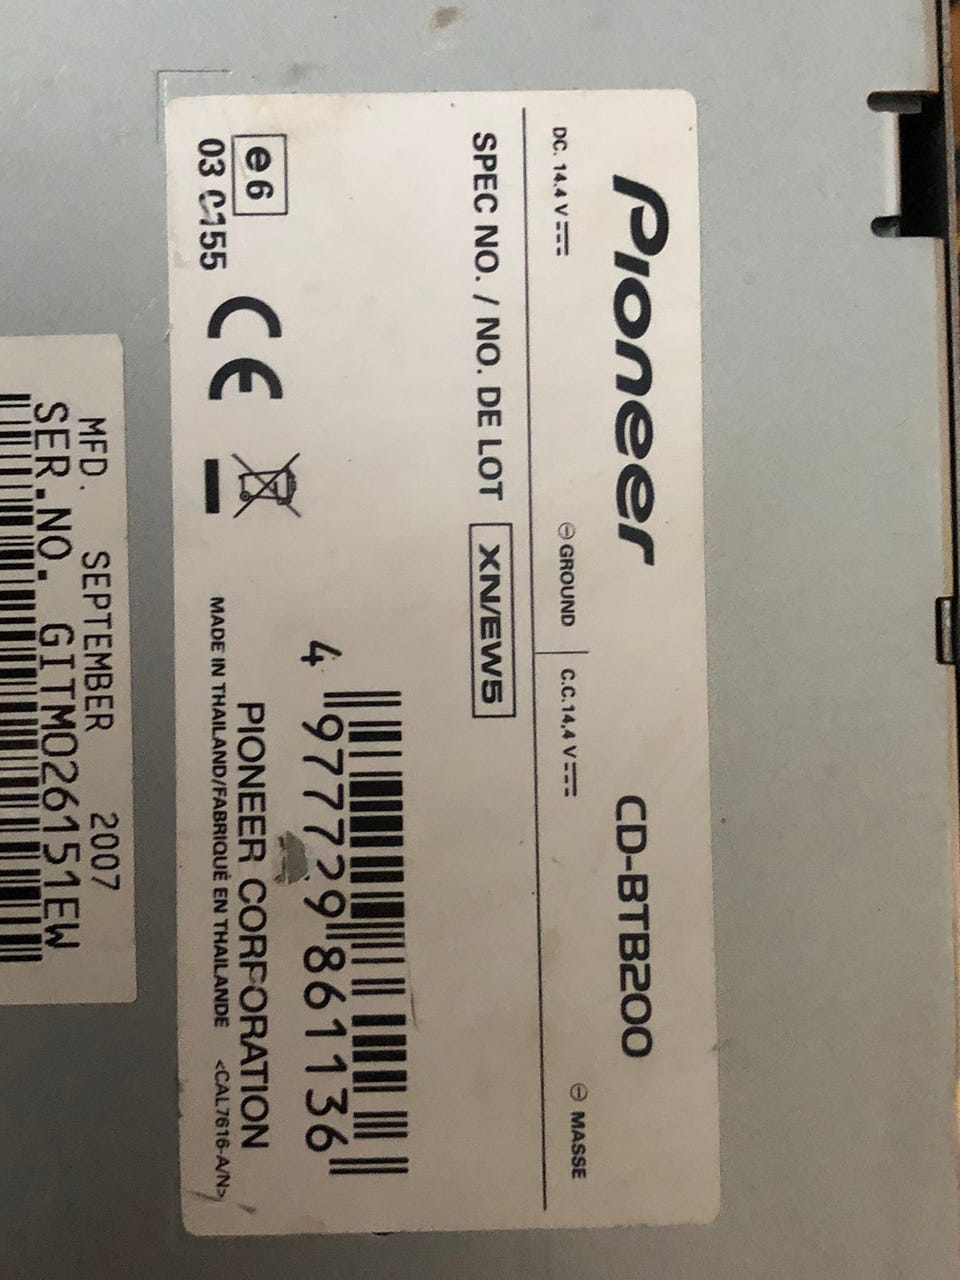 Pioneer CD-BTB200
DC. 14.4 V ⎓ ⊖ GROUND | C.C.14,4 V ⎓ ⊖ MASSE
SPEC NO. / NO. DE LOT XN/EW5
4 977729 861136
e6
03 0155
CE
PIONEER CORPORATION
MADE IN THAILAND/FABRIQUÉ EN THAILANDE <CAL7616-A/N>
MFD. SEPTEMBER 2007
SER.NO. GITM026151EW